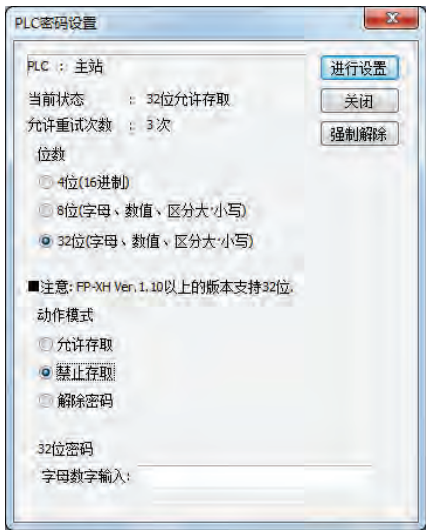 PLC密码设置
PLC : 主站
进行设置
当前状态 : 32位允许存取
关闭
允许重试次数 : 3次
强制解除
位数
4位(16进制)
8位(字母、数值、区分大·小写)
32位(字母、数值、区分大·小写)
■注意: FP-XH Ver.1.10以上的版本支持32位.
动作模式
允许存取
禁止存取
解除密码
32位密码
字母数字输入: